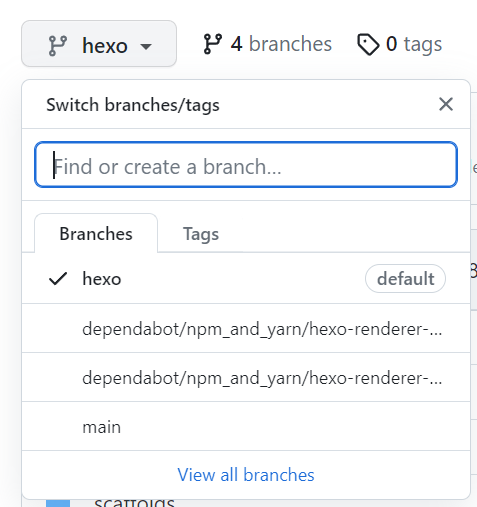 hexo 4 branches 0 tags
Switch branches/tags
Find or create a branch...
Branches Tags
hexo default
dependabot/npm_and_yarn/hexo-renderer-...
dependabot/npm_and_yarn/hexo-renderer-...
main
View all branches
scaffolds